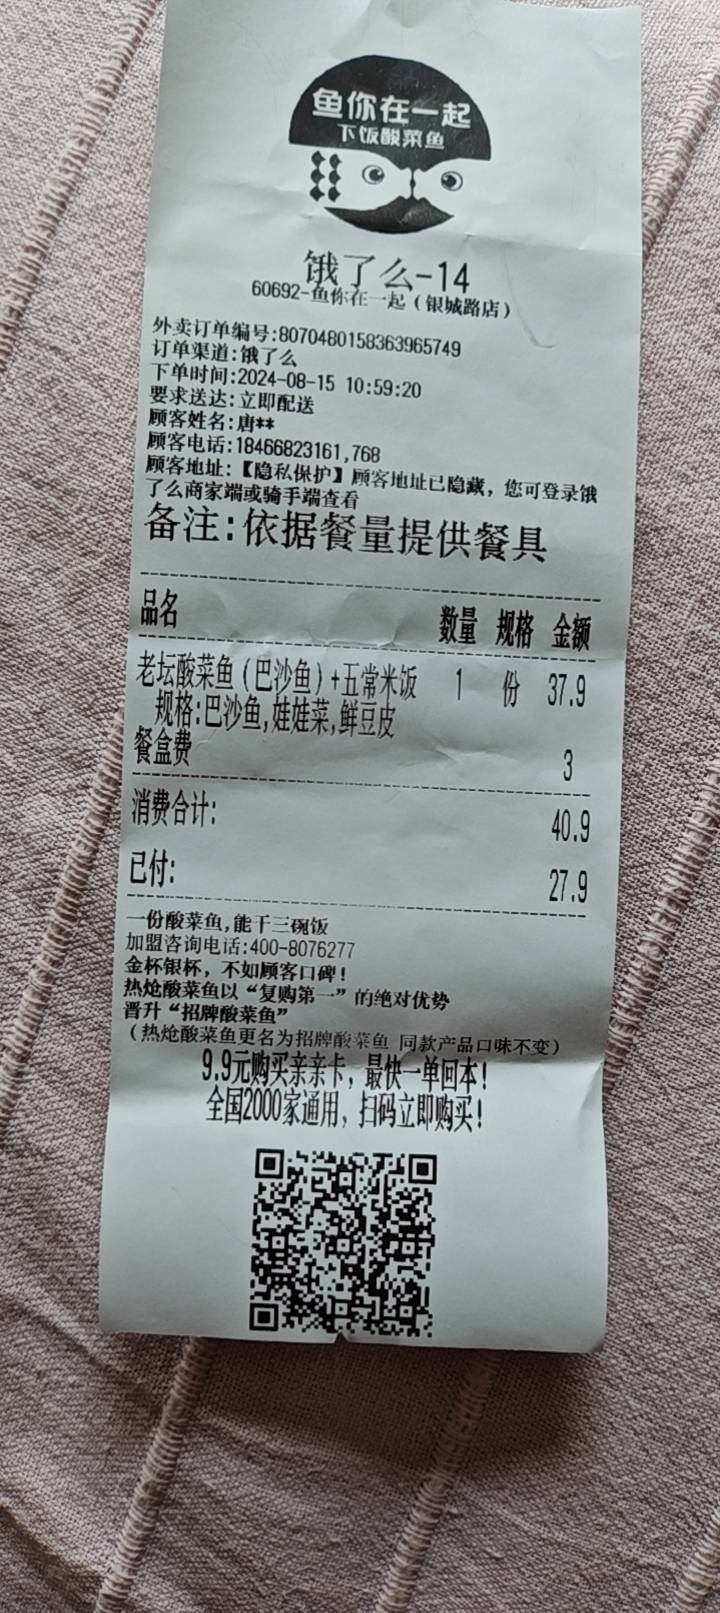 鱼你在一起
下饭酸菜鱼
饿了么-14
60692-鱼你在一起(银城路店)
外卖订单编号:8070480158363965749
订单渠道:饿了么
下单时间:2024-08-15 10:59:20
要求送达:立即配送
顾客姓名:唐**
顾客电话:18466823161,768
顾客地址:【隐私保护】顾客地址已隐藏，您可登录饿
了么商家端或骑手端查看
备注:依据餐量提供餐具
品名 数量 规格 金额
老坛酸菜鱼(巴沙鱼)+五常米饭 1 份 37.9
规格:巴沙鱼,娃娃菜,鲜豆皮
餐盒费 3
消费合计: 40.9
已付: 27.9
一份酸菜鱼,能干三碗饭
加盟咨询电话:400-8076277
金杯银杯，不如顾客口碑！
热炝酸菜鱼以“复购第一”的绝对优势
晋升“招牌酸菜鱼”
(热炝酸菜鱼更名为招牌酸菜鱼 同款产品口味不变)
9.9元购买亲亲卡，最快一单回本！
全国2000家通用，扫码立即购买！